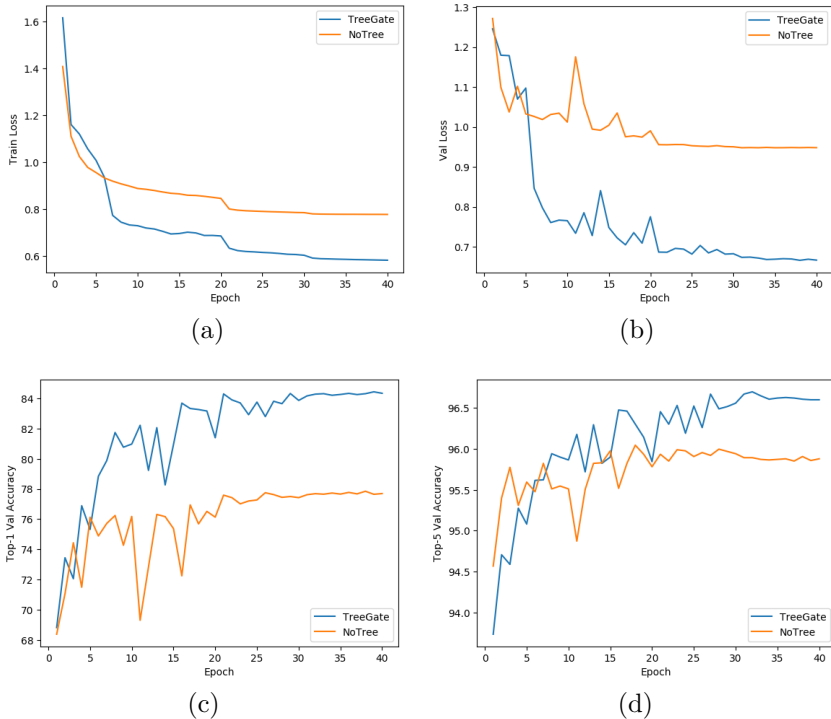 1.6
1.4
1.2
1.0
0.8
0.6
Train Loss
0 5 10 15 20 25 30 35 40
Epoch
TreeGate
NoTree
(a)
1.3
1.2
1.1
1.0
0.9
0.8
0.7
Val Loss
0 5 10 15 20 25 30 35 40
Epoch
TreeGate
NoTree
(b)
84
82
80
78
76
74
72
70
68
Top-1 Val Accuracy
0 5 10 15 20 25 30 35 40
Epoch
TreeGate
NoTree
(c)
96.5
96.0
95.5
95.0
94.5
94.0
Top-5 Val Accuracy
0 5 10 15 20 25 30 35 40
Epoch
TreeGate
NoTree
(d)